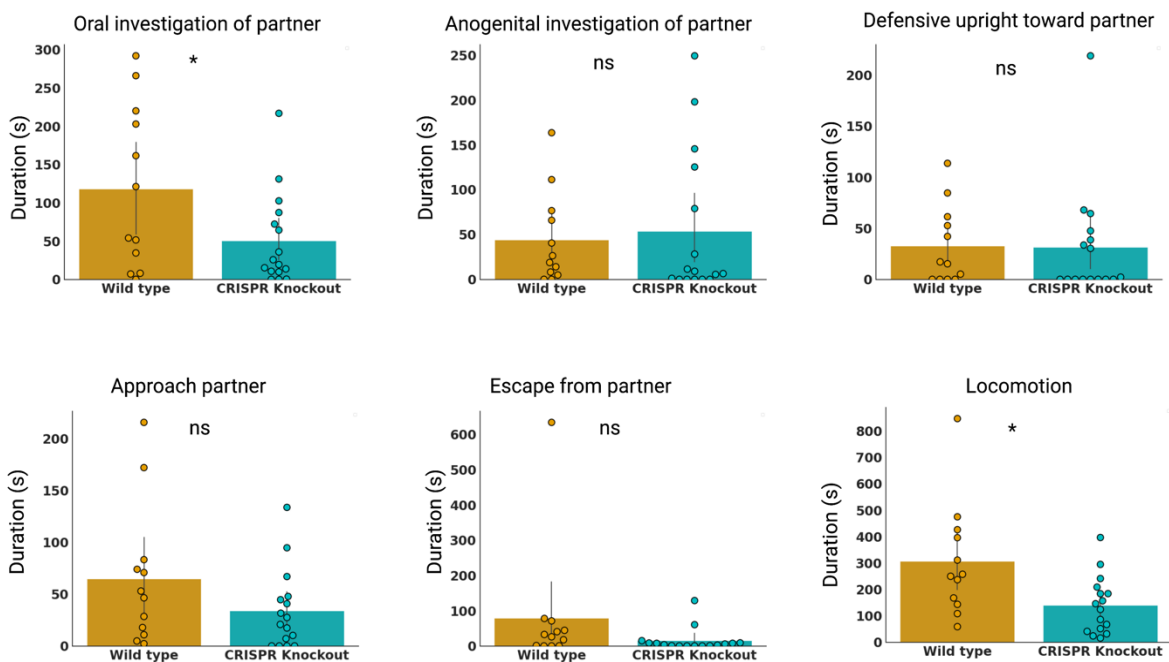 Oral investigation of partner
Anogenital investigation of partner
Defensive upright toward partner
Duration (s)
300
250
200
150
100
50
0
*
Wild type
CRISPR Knockout
Duration (s)
250
200
150
100
50
0
ns
Wild type
CRISPR Knockout
Duration (s)
200
150
100
50
0
ns
Wild type
CRISPR Knockout
Approach partner
Escape from partner
Locomotion
Duration (s)
200
150
100
50
0
ns
Wild type
CRISPR Knockout
Duration (s)
600
500
400
300
200
100
0
ns
Wild type
CRISPR Knockout
Duration (s)
800
700
600
500
400
300
200
100
0
*
Wild type
CRISPR Knockout